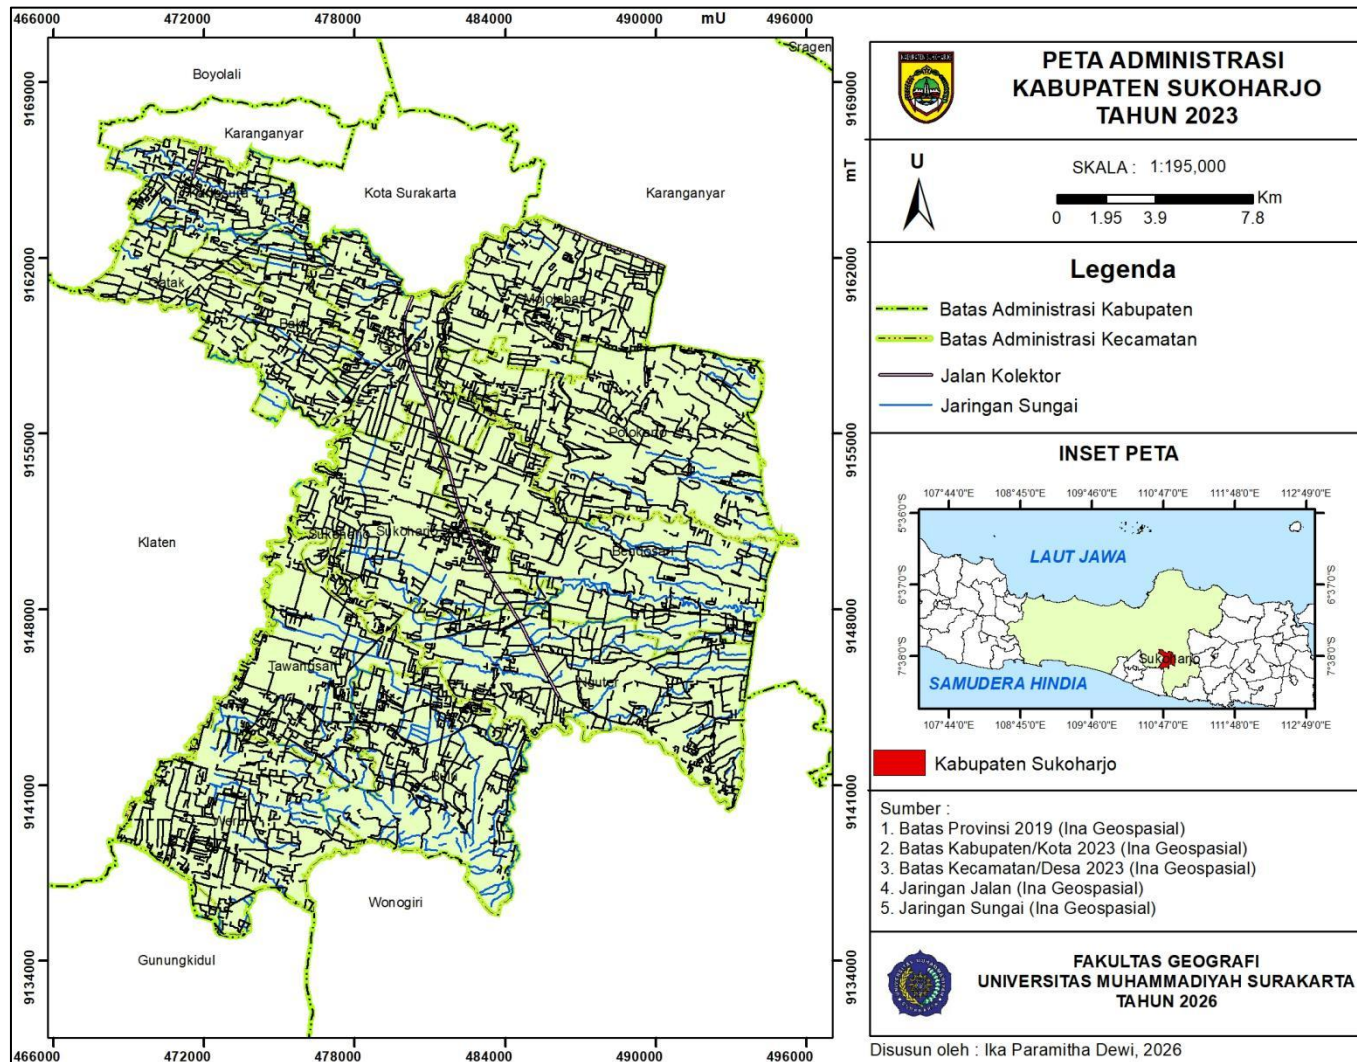 466000 472000 478000 484000 490000 mU 496000
Sragen
Boyolali
9169000 9169000
Karanganyar
mT
Kota Surakarta
Karanganyar
9162000 9162000
Gatak
Mojolaban
Grogol
Polokarto
9155000 9155000
Klaten
Sukoharjo Sukoharjo
Bendosari
9148000 9148000
Tawangsari
Nguter
Bulu
9141000 9141000
Weru
Wonogiri
Gunungkidul
9134000 9134000
466000 472000 478000 484000 490000 496000
PETA ADMINISTRASI
KABUPATEN SUKOHARJO
TAHUN 2023
U
SKALA : 1:195,000
Km
0 1.95 3.9 7.8
Legenda
Batas Administrasi Kabupaten
Batas Administrasi Kecamatan
Jalan Kolektor
Jaringan Sungai
INSET PETA
107°44'0"E 108°45'0"E 109°46'0"E 110°47'0"E 111°48'0"E 112°49'0"E
5°36'0"S
LAUT JAWA
6°37'0"S 6°37'0"S
7°38'0"S 7°38'0"S
Sukoharjo
SAMUDERA HINDIA
107°44'0"E 108°45'0"E 109°46'0"E 110°47'0"E 111°48'0"E 112°49'0"E
Kabupaten Sukoharjo
Sumber :
1. Batas Provinsi 2019 (Ina Geospasial)
2. Batas Kabupaten/Kota 2023 (Ina Geospasial)
3. Batas Kecamatan/Desa 2023 (Ina Geospasial)
4. Jaringan Jalan (Ina Geospasial)
5. Jaringan Sungai (Ina Geospasial)
FAKULTAS GEOGRAFI
UNIVERSITAS MUHAMMADIYAH SURAKARTA
TAHUN 2026
Disusun oleh : Ika Paramitha Dewi, 2026